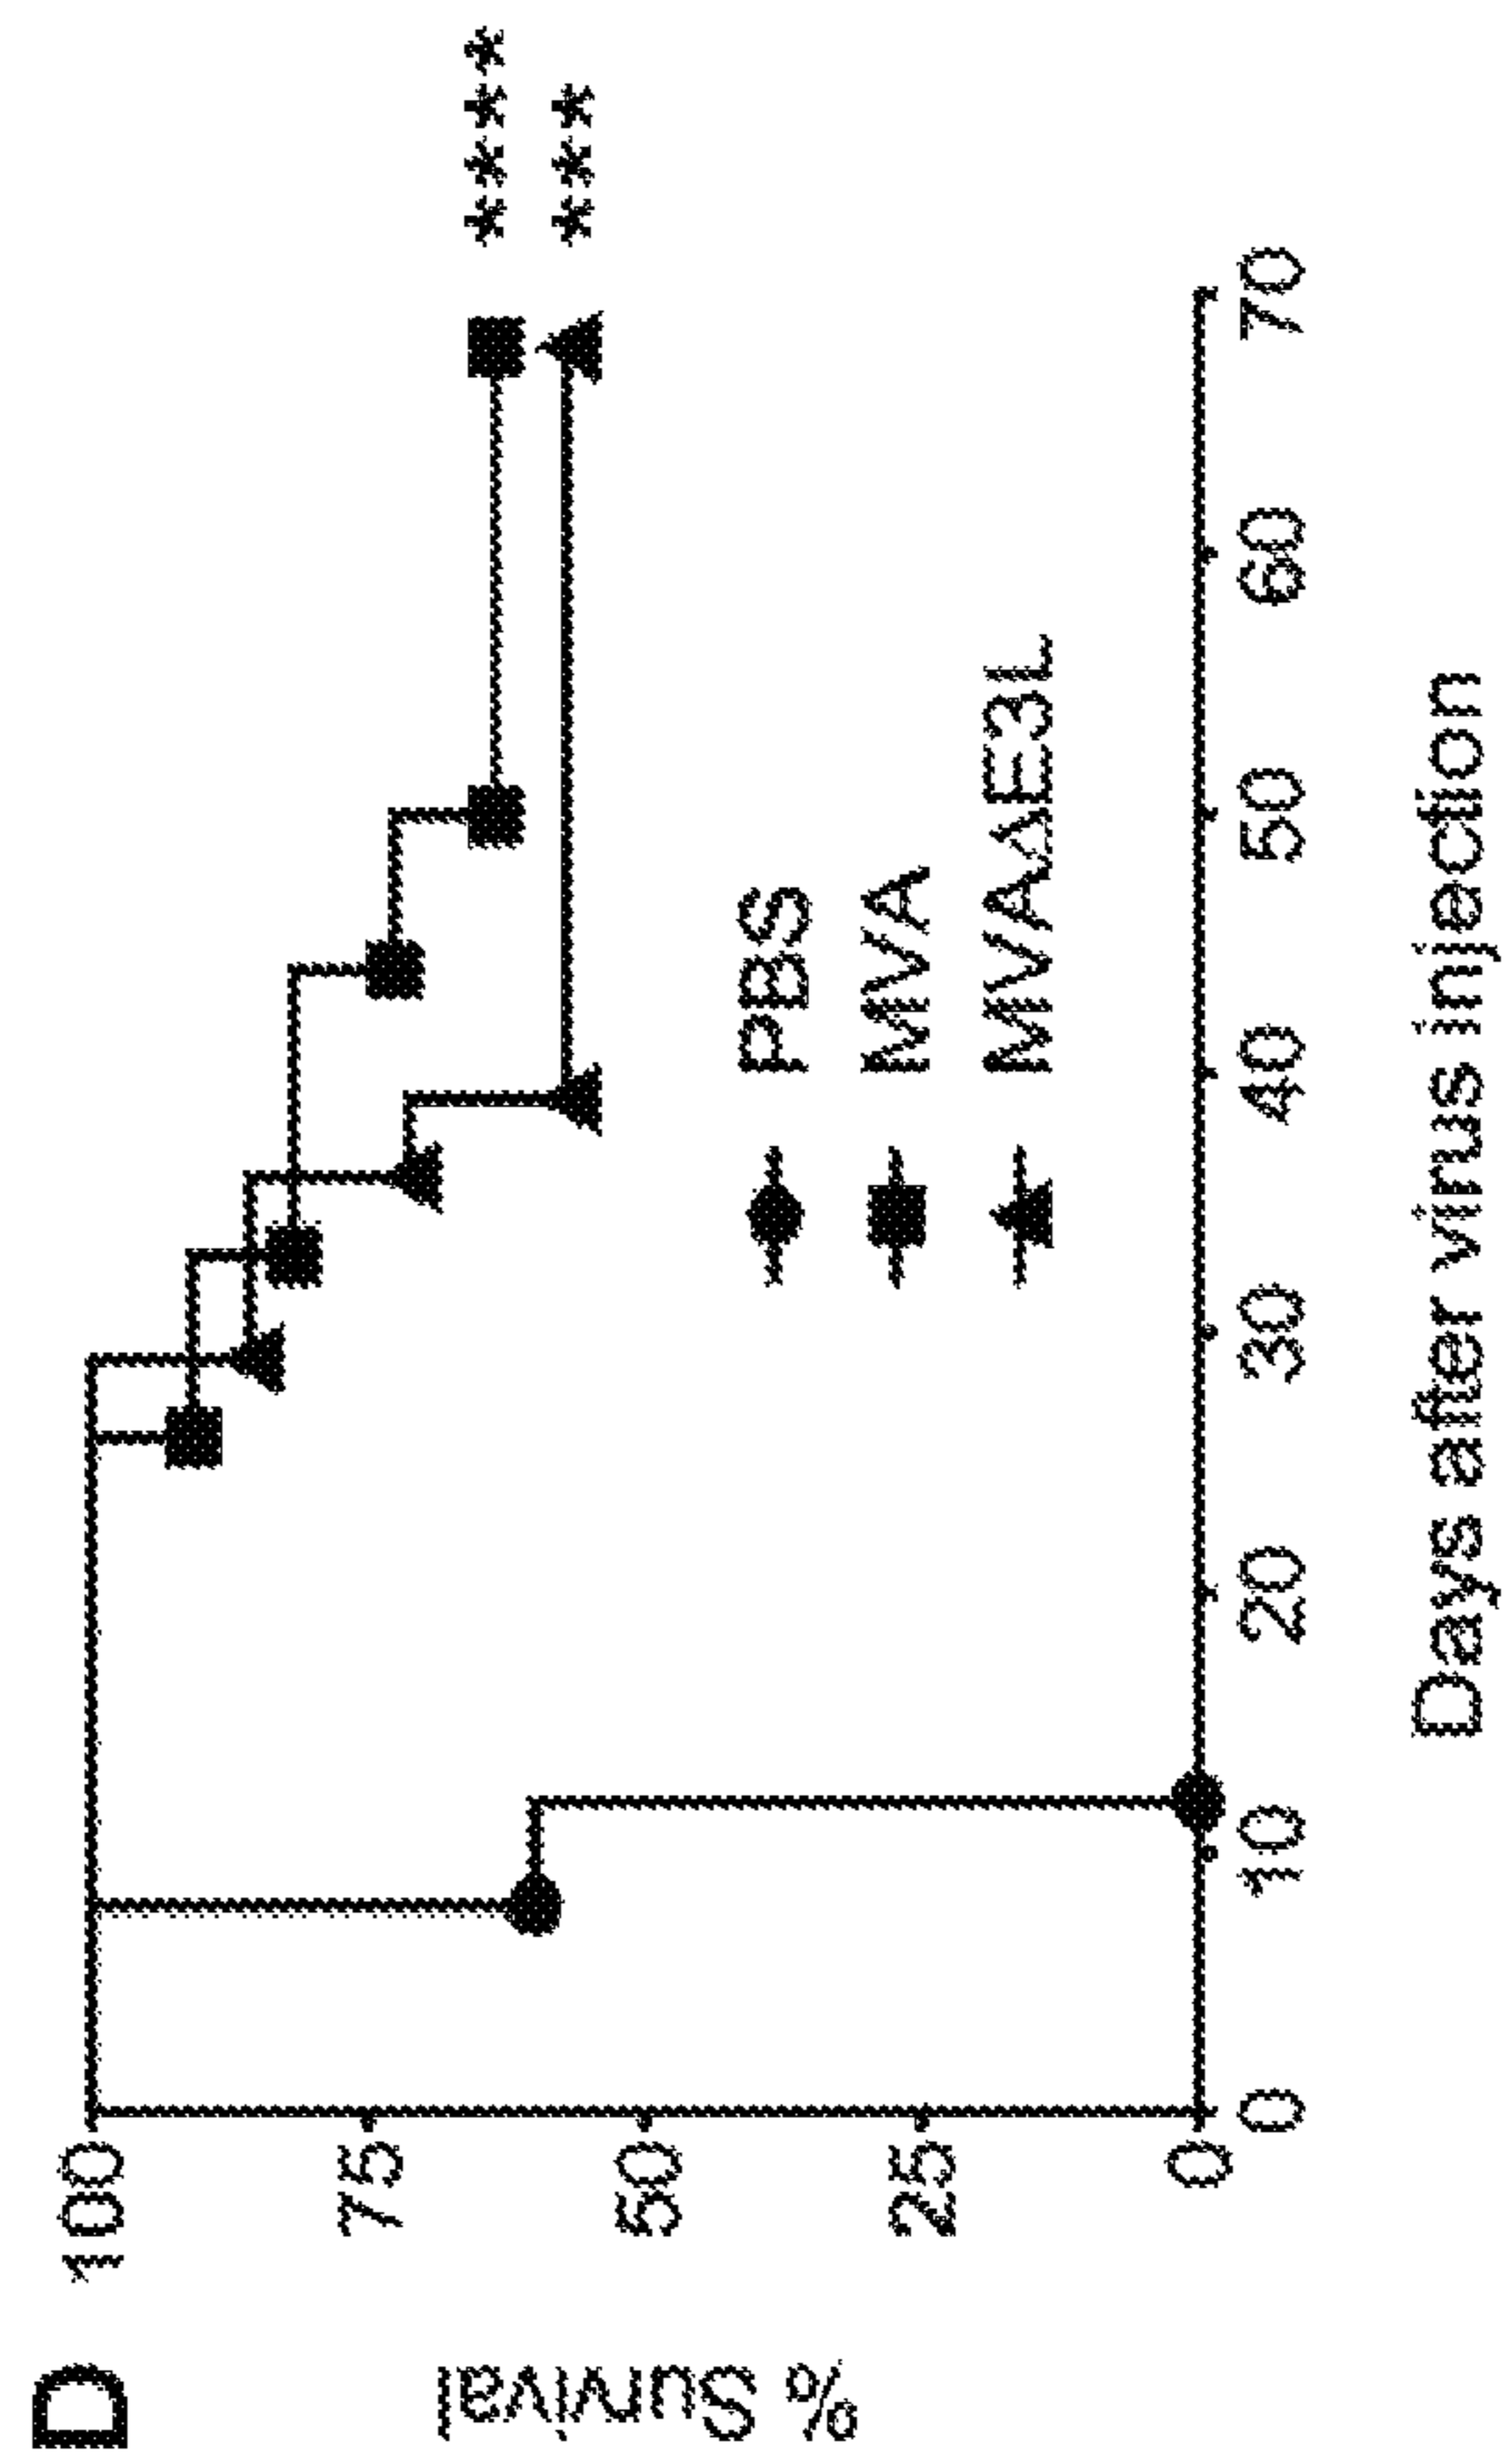 D
% Survival
100
75
50
25
0
****
***
PBS
MVA
MVAΔE3L
0 10 20 30 40 50 60 70
Days after virus injection